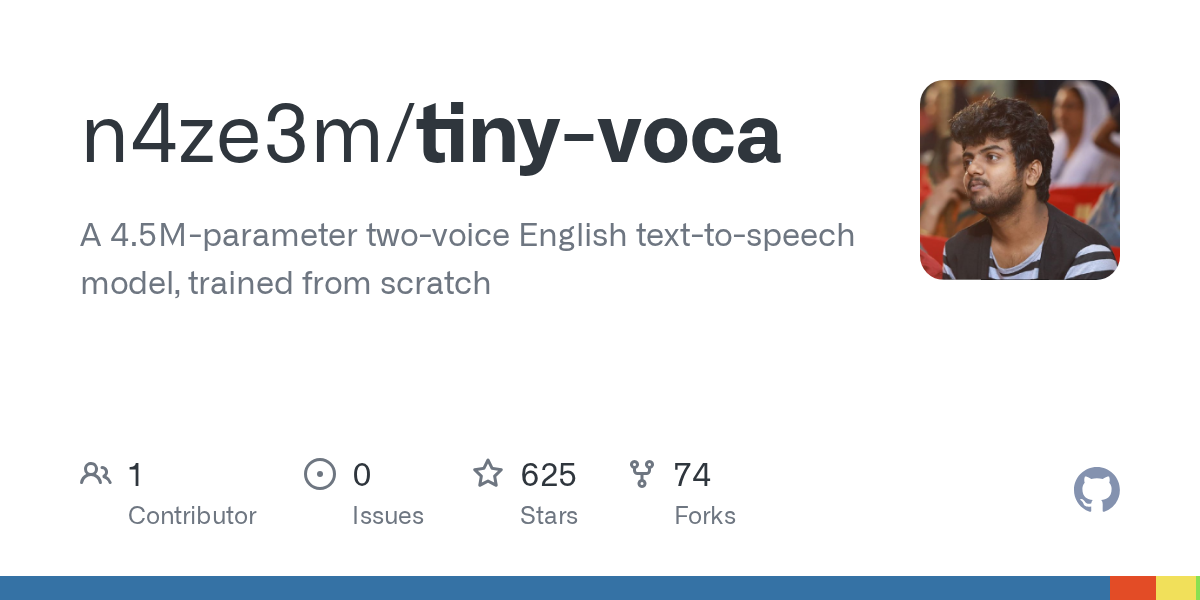 n4ze3m/tiny-voca
A 4.5M-parameter two-voice English text-to-speech
model, trained from scratch
1
Contributor
0
Issues
625
Stars
74
Forks